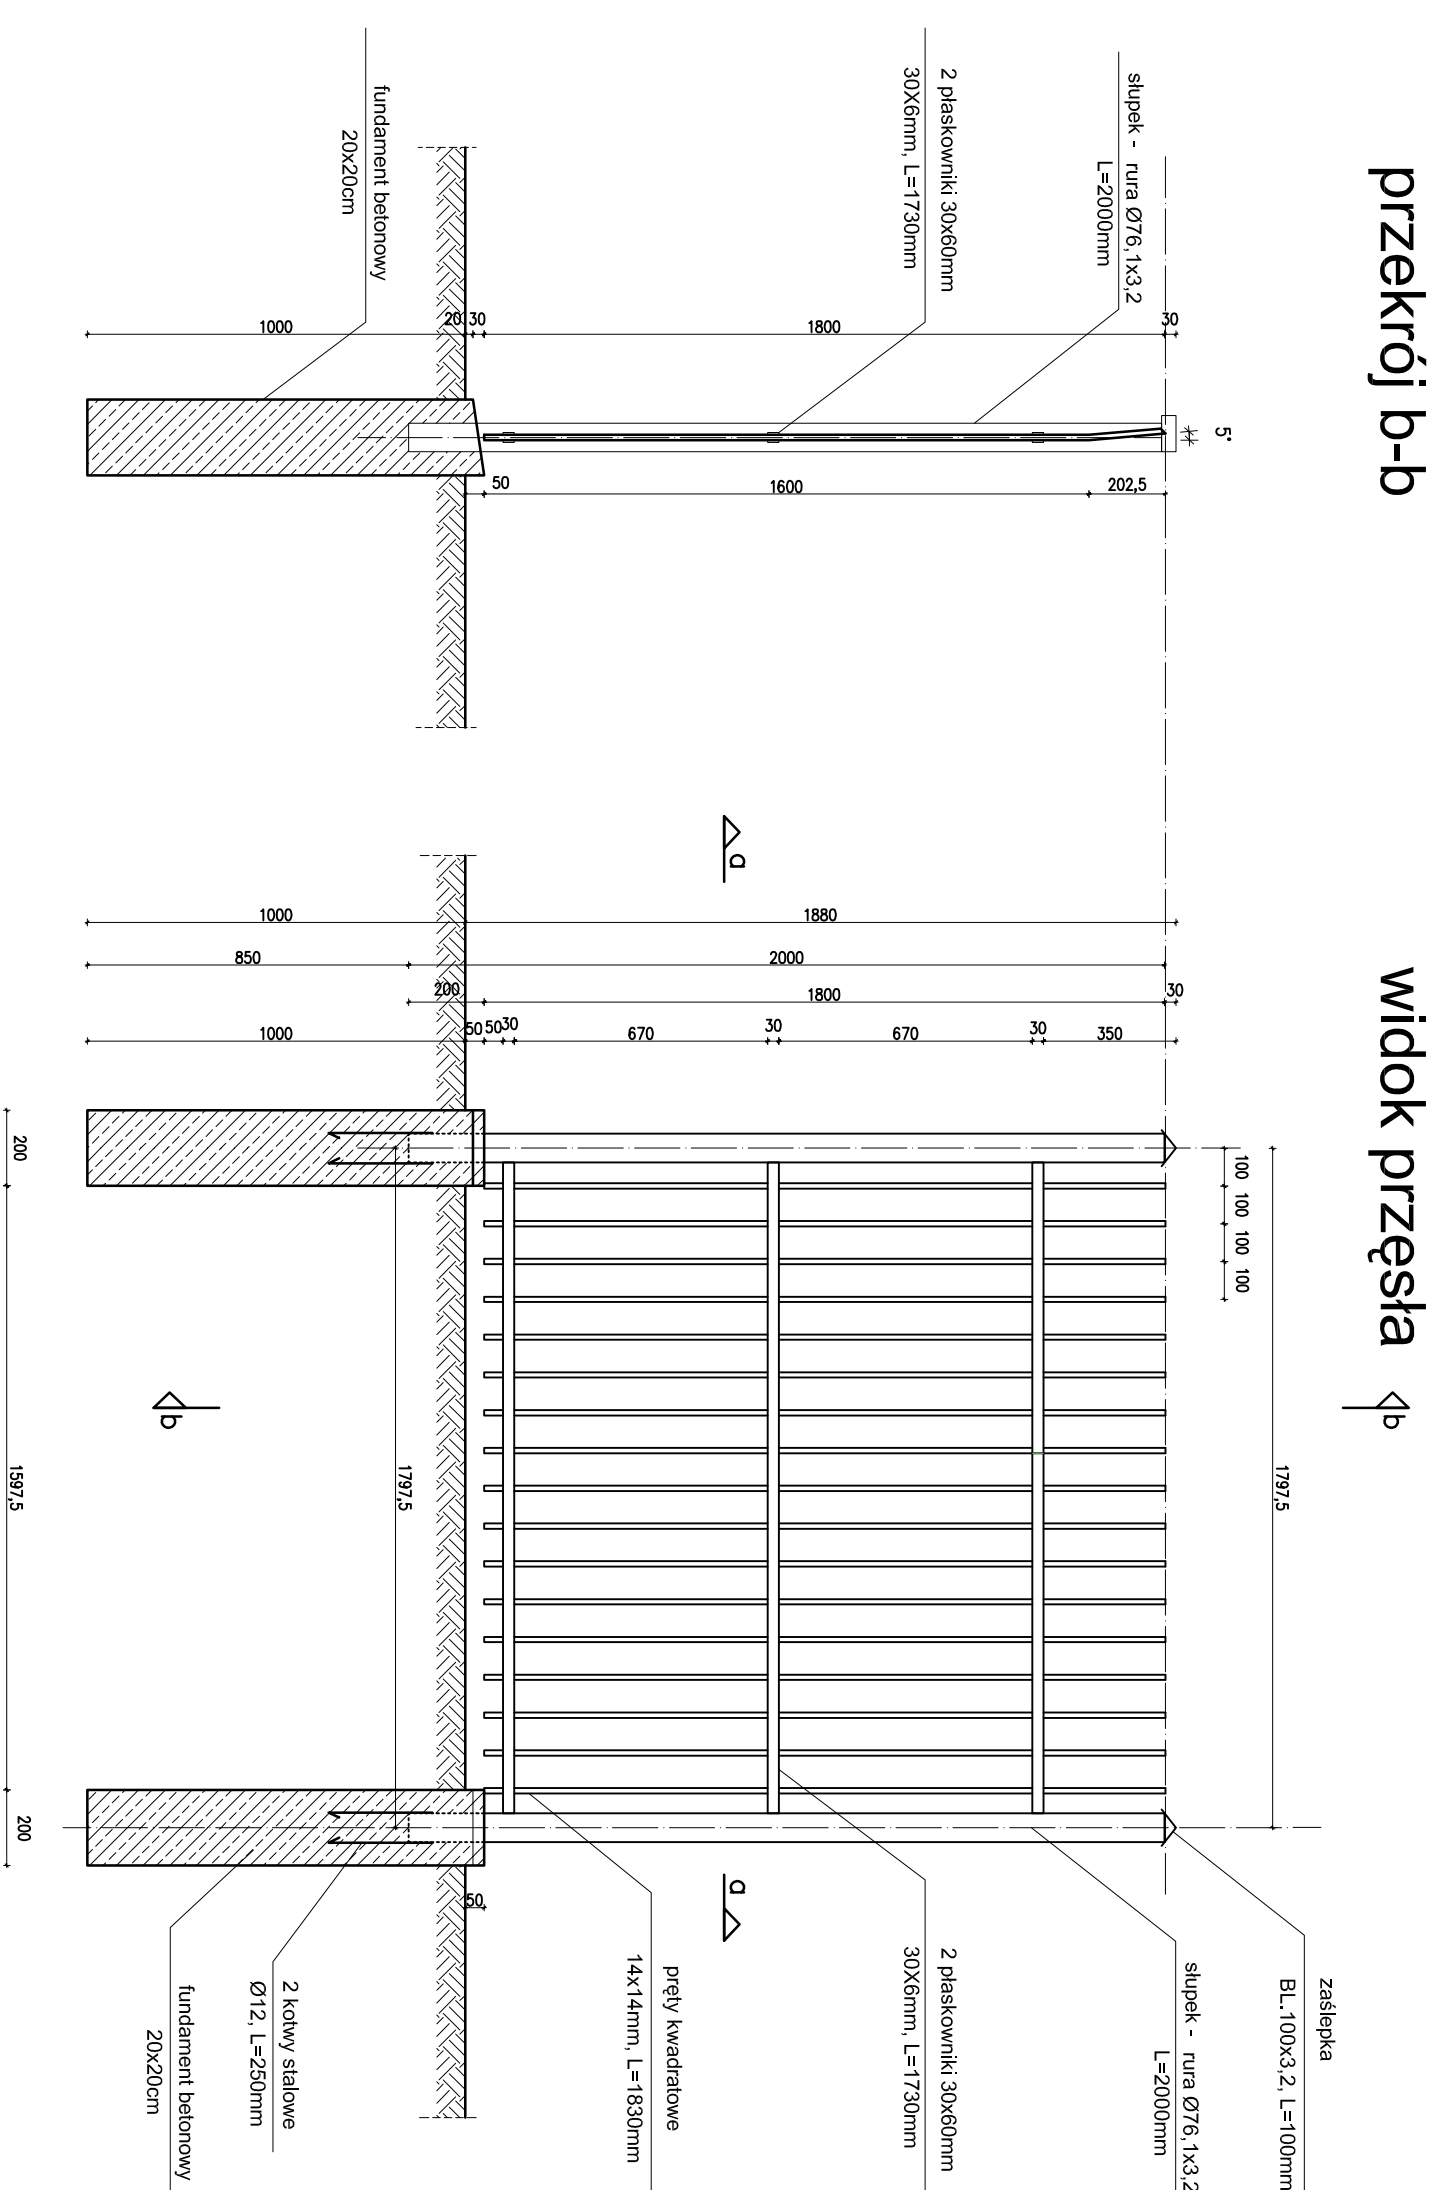 przekrój b-b
słupek - rura Ø76,1x3,2
L=2000mm
2 płaskowniki 30x60mm
30X6mm, L=1730mm
fundament betonowy
20x20cm
1000
20
30
1800
30
5°
50
1600
202,5
widok przęsła
b
a
1000
1880
850
2000
200
1800
30
1000
50
50
30
670
30
670
30
350
100
100
100
100
1797,5
1797,5
200
1597,5
200
b
a
50
zaślepka
BL.100x3,2, L=100mm
słupek - rura Ø76,1x3,2
L=2000mm
2 płaskowniki 30x60mm
30X6mm, L=1730mm
pręty kwadratowe
14x14mm, L=1830mm
2 kotwy stalowe
Ø12, L=250mm
fundament betonowy
20x20cm